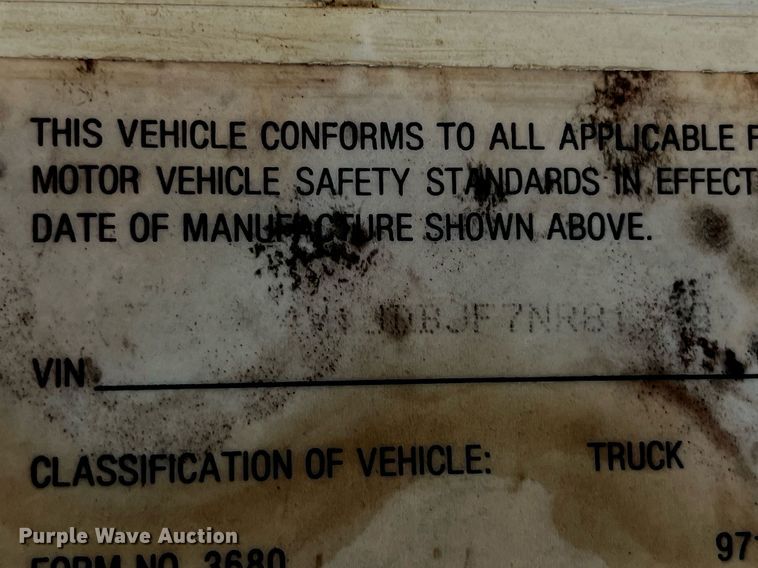 THIS VEHICLE CONFORMS TO ALL APPLICABLE F
MOTOR VEHICLE SAFETY STANDARDS IN EFFECT
DATE OF MANUFACTURE SHOWN ABOVE.
VIN
CLASSIFICATION OF VEHICLE: TRUCK
Purple Wave Auction
FORM NO. 3680
971